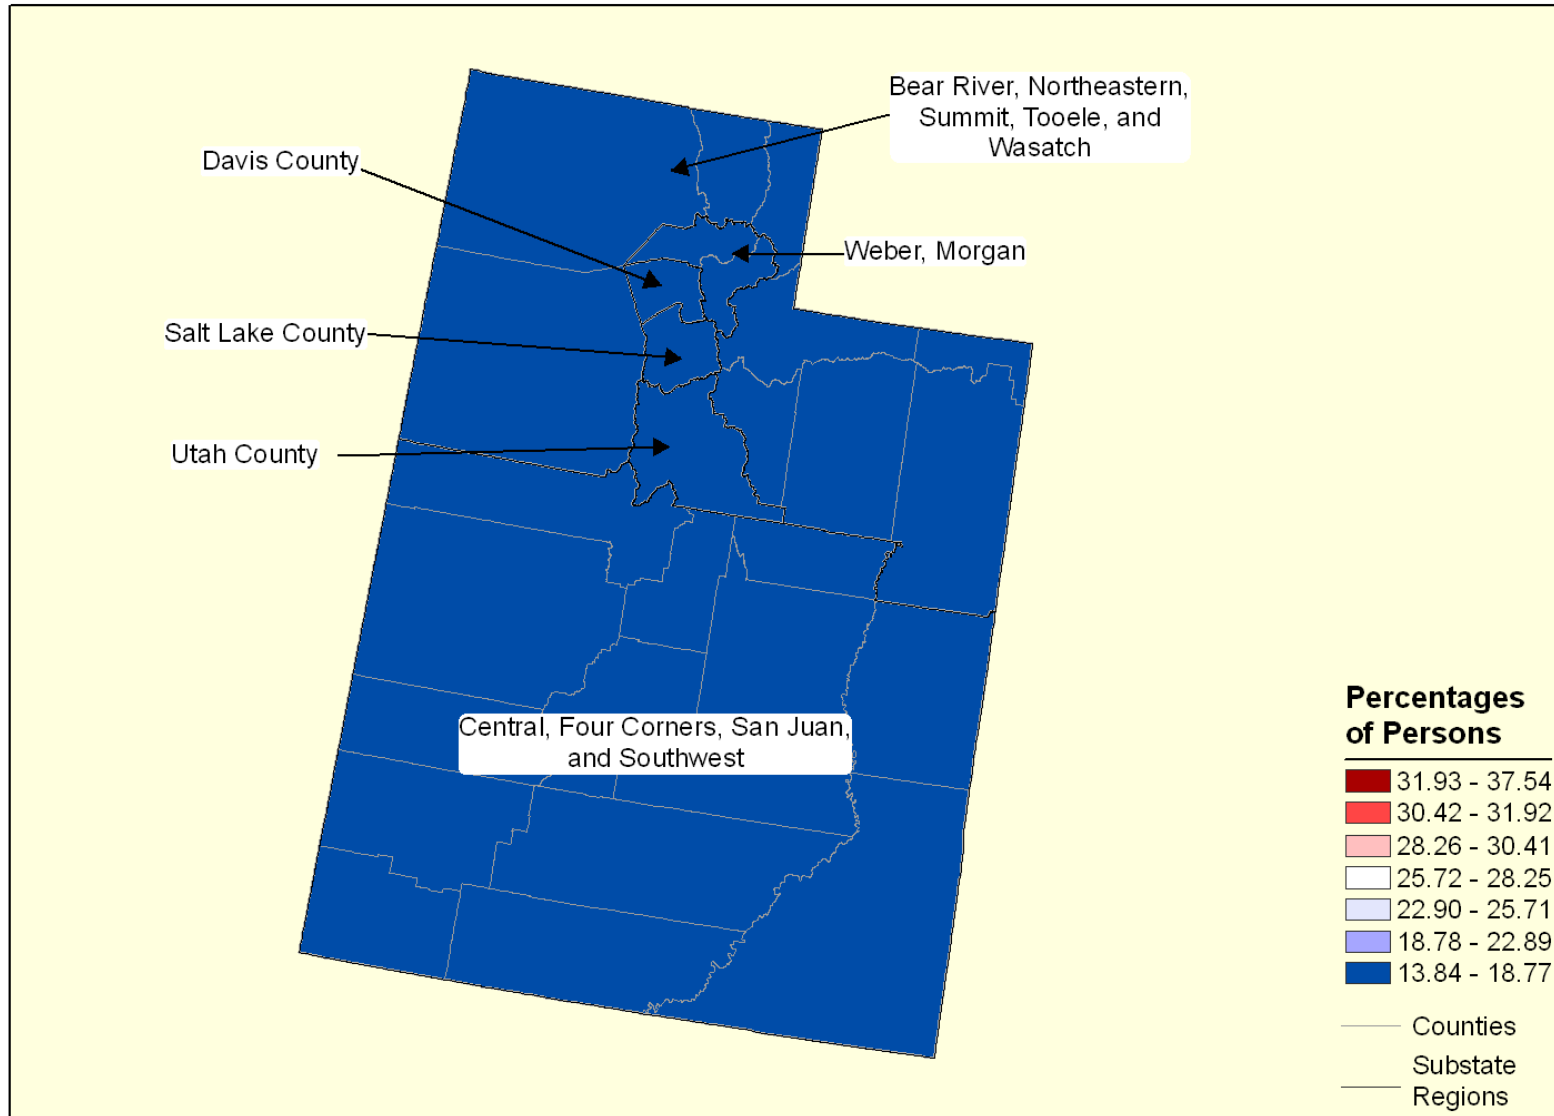 Bear River, Northeastern,
Summit, Tooele, and
Wasatch
Davis County
Weber, Morgan
Salt Lake County
Utah County
Central, Four Corners, San Juan,
and Southwest
Percentages
of Persons
31.93 - 37.54
30.42 - 31.92
28.26 - 30.41
25.72 - 28.25
22.90 - 25.71
18.78 - 22.89
13.84 - 18.77
Counties
Substate
Regions